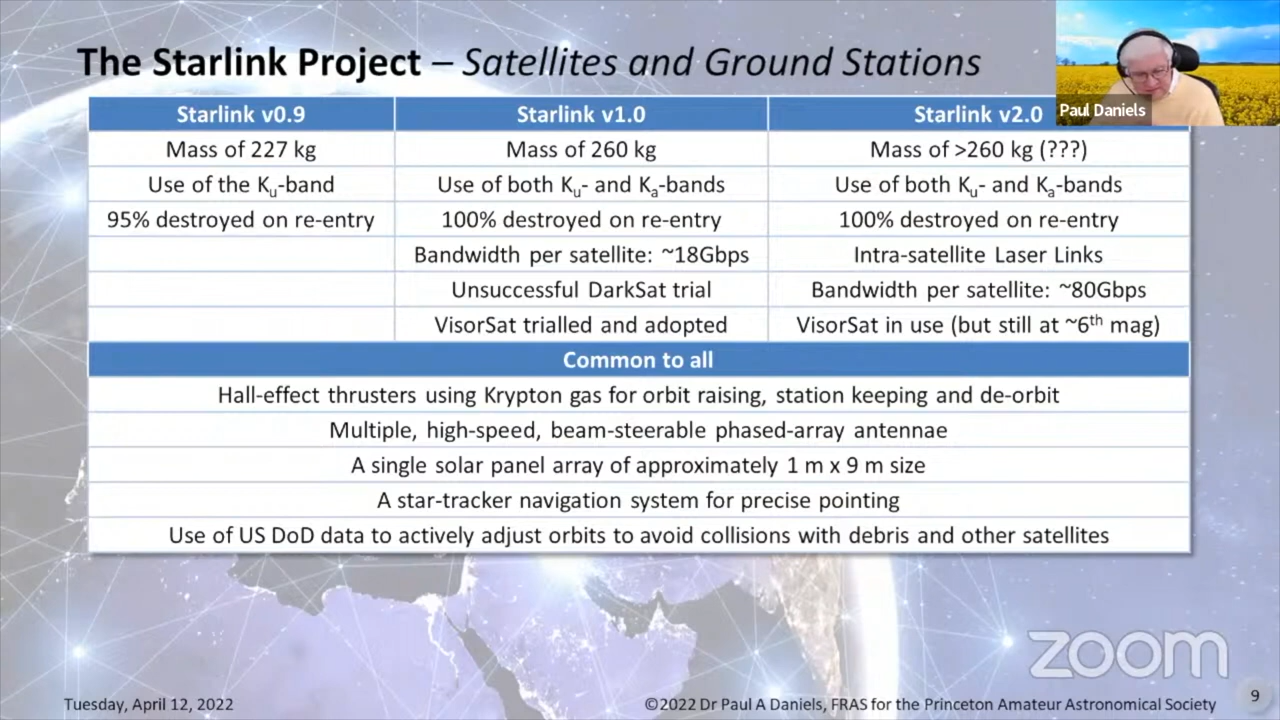 The Starlink Project – Satellites and Ground Stations
Paul Daniels
Starlink v0.9 Starlink v1.0 Starlink v2.0
Mass of 227 kg Mass of 260 kg Mass of >260 kg (???)
Use of the Ku-band Use of both Ku- and Ka-bands Use of both Ku- and Ka-bands
95% destroyed on re-entry 100% destroyed on re-entry 100% destroyed on re-entry
Bandwidth per satellite: ~18Gbps Intra-satellite Laser Links
Unsuccessful DarkSat trial Bandwidth per satellite: ~80Gbps
VisorSat trialled and adopted VisorSat in use (but still at ~6th mag)
Common to all
Hall-effect thrusters using Krypton gas for orbit raising, station keeping and de-orbit
Multiple, high-speed, beam-steerable phased-array antennae
A single solar panel array of approximately 1 m x 9 m size
A star-tracker navigation system for precise pointing
Use of US DoD data to actively adjust orbits to avoid collisions with debris and other satellites
zoom
Tuesday, April 12, 2022 ©2022 Dr Paul A Daniels, FRAS for the Princeton Amateur Astronomical Society 9